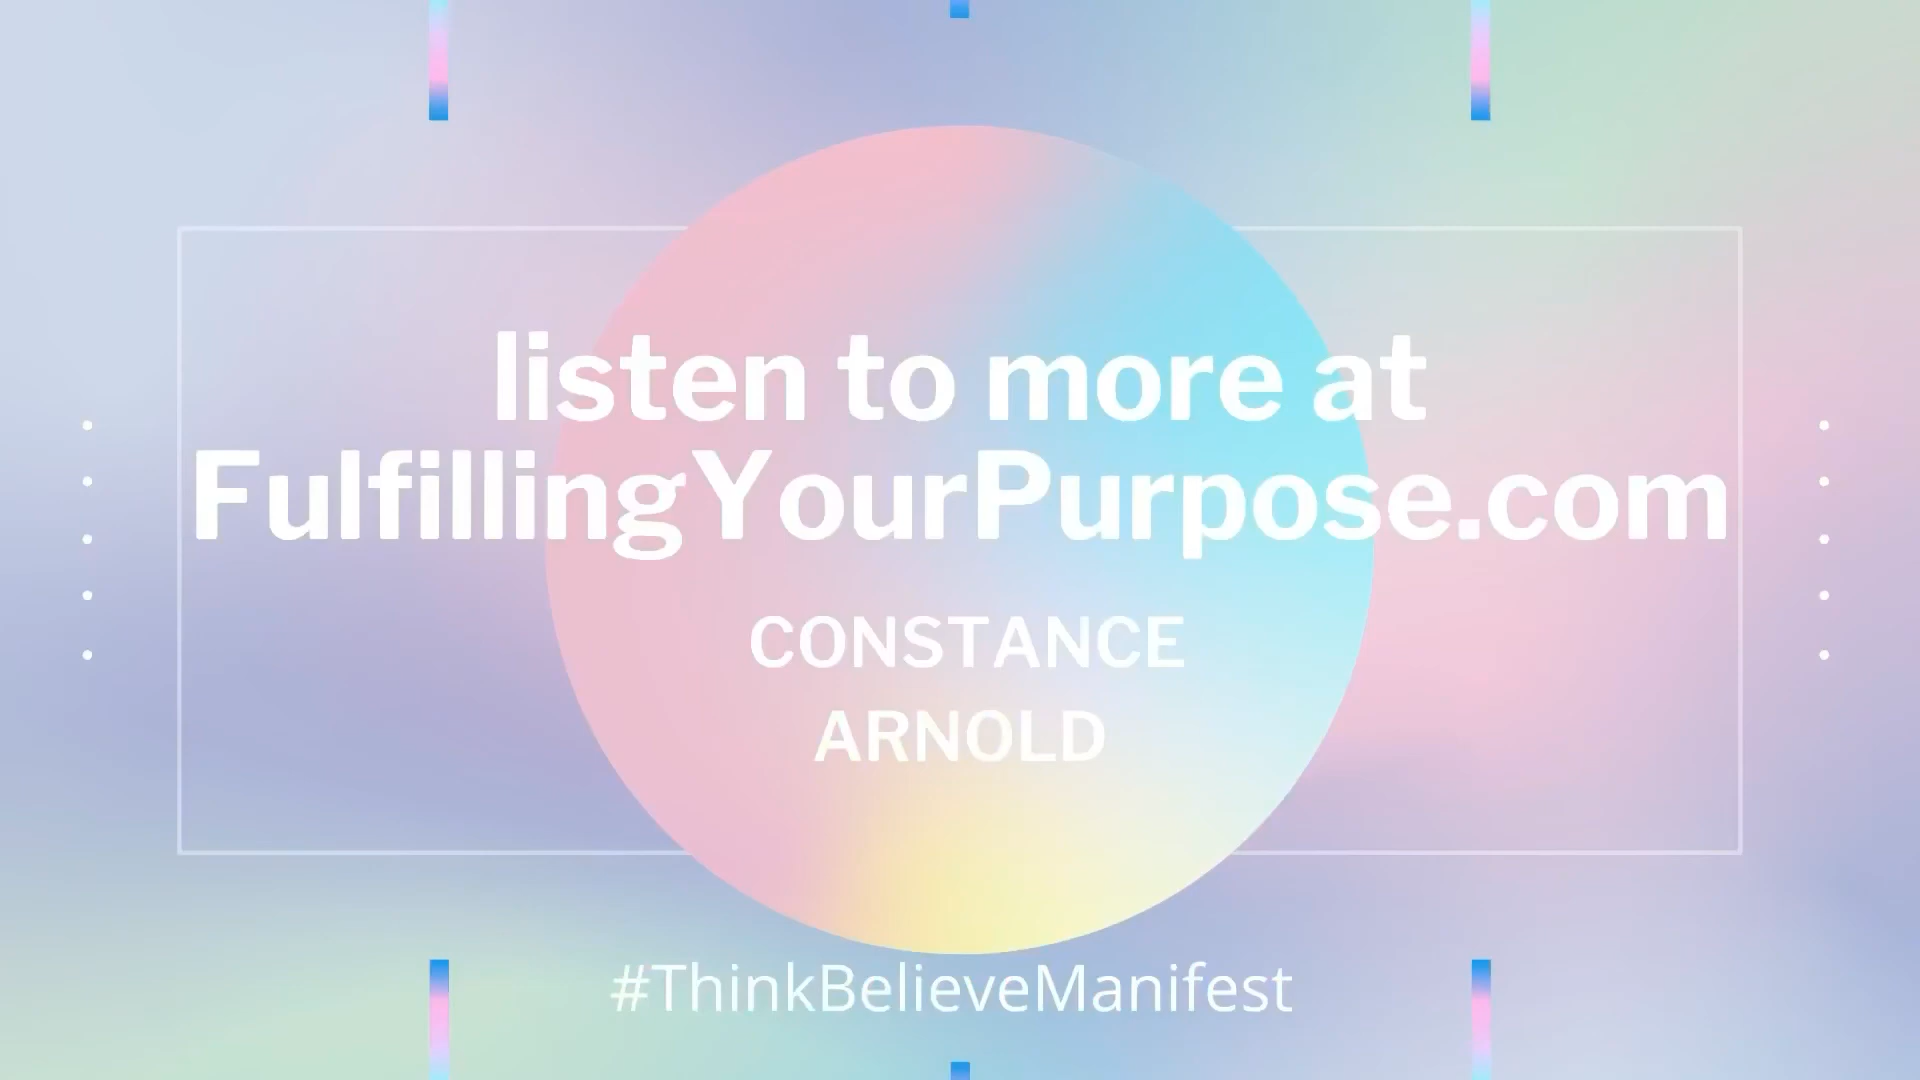 listen to more at
FulfillingYourPurpose.com
CONSTANCE
ARNOLD
#ThinkBelieveManifest